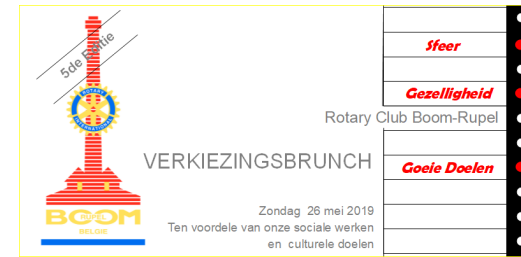 5de Editie
ROTARY
INTERNATIONAL
BOOM
BELGIE
Sfeer
Gezelligheid
Rotary Club Boom-Rupel
VERKIEZINGSBRUNCH
Goeie Doelen
Zondag 26 mei 2019
Ten voordele van onze sociale werken
en culturele doelen